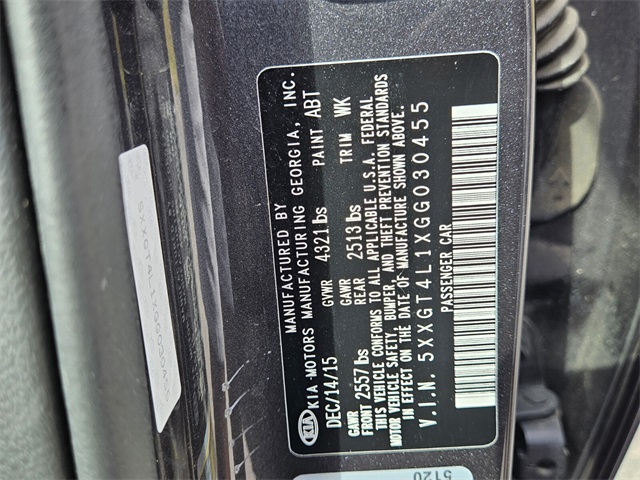 MANUFACTURED BY
KIA KIA MOTORS MANUFACTURING GEORGIA, INC.
DEC/14/15 GVWR 4321 lbs PAINT ABT
GAWR FRONT 2557 lbs GAWR REAR 2513 lbs TRIM WK
THIS VEHICLE CONFORMS TO ALL APPLICABLE U.S.A. FEDERAL
MOTOR VEHICLE SAFETY, BUMPER, AND THEFT PREVENTION STANDARDS
IN EFFECT ON THE DATE OF MANUFACTURE SHOWN ABOVE.
V.I.N. 5XXGT4L1XGG030455
PASSENGER CAR
5XXGT4L1XGG030455
5120